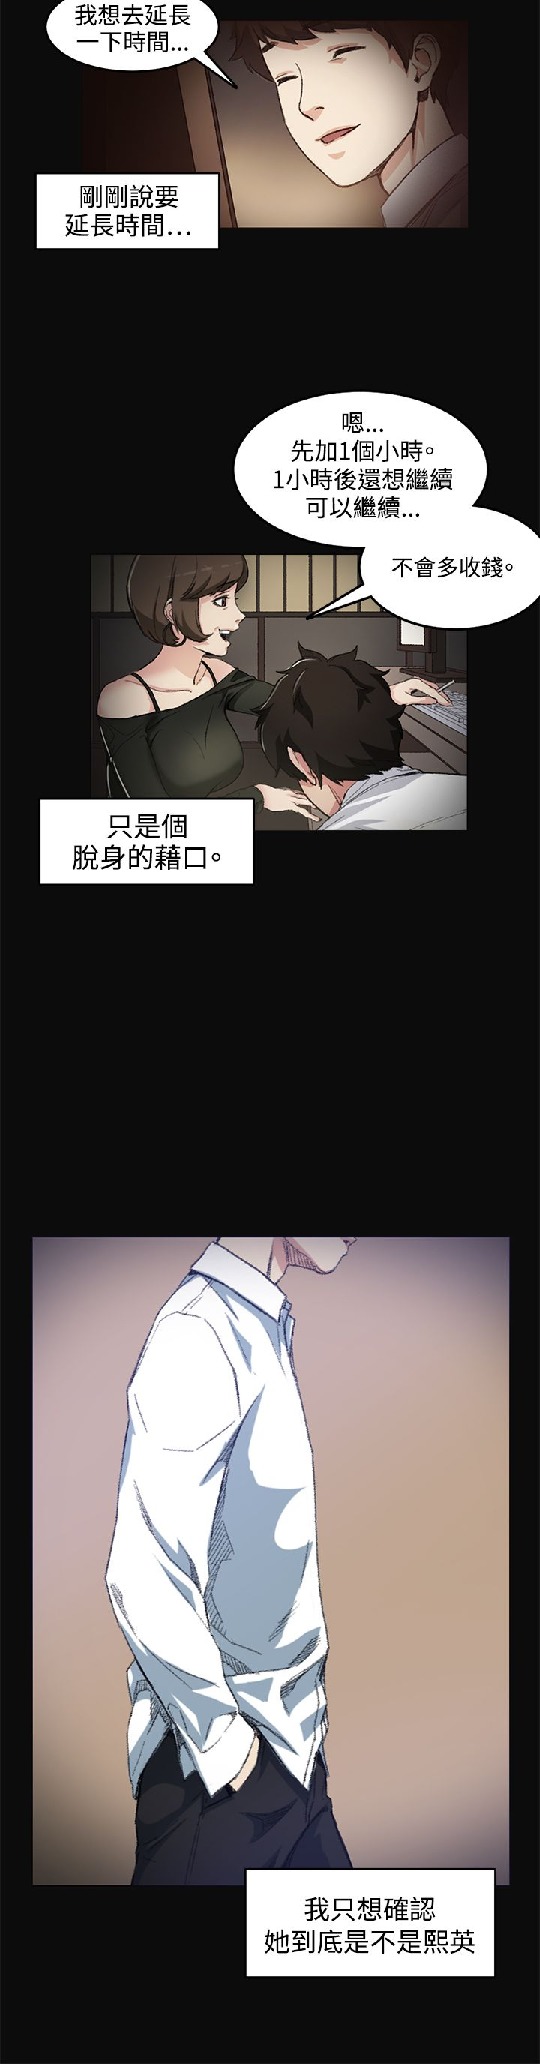 我想去延長
一下時間...
剛剛說要
延長時間...
嗯...
先加1個小時。
1小時後還想繼續
可以繼續...
不會多收錢。
只是個
脫身的藉口。
我只想確認
她到底是不是熙英